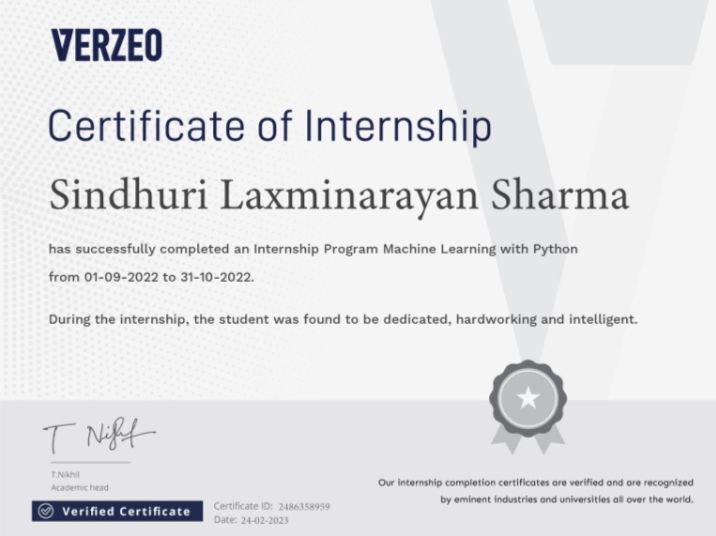 VERZEO
Certificate of Internship
Sindhuri Laxminarayan Sharma
has successfully completed an Internship Program Machine Learning with Python
from 01-09-2022 to 31-10-2022.
During the internship, the student was found to be dedicated, hardworking and intelligent.
T Nikhil
T.Nikhil
Academic head
Verified Certificate
Certificate ID: 2486358959
Date: 24-02-2023
Our internship completion certificates are verified and are recognized
by eminent industries and universities all over the world.